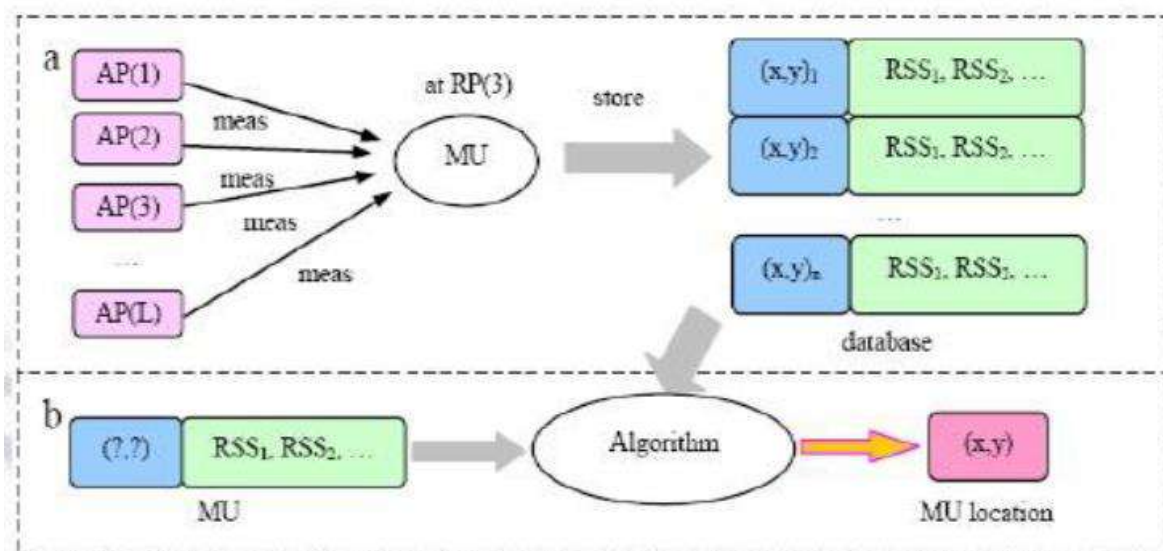 a
AP(1)
AP(2)
AP(3)
...
AP(L)
meas
meas
meas
meas
at RP(3)
MU
store
(x,y)₁ RSS₁, RSS₂, …
(x,y)₂ RSS₁, RSS₂, …
...
(x,y)ₙ RSS₁, RSS₂, …
database
b
(?,?) RSS₁, RSS₂, …
MU
Algorithm
(x,y)
MU location